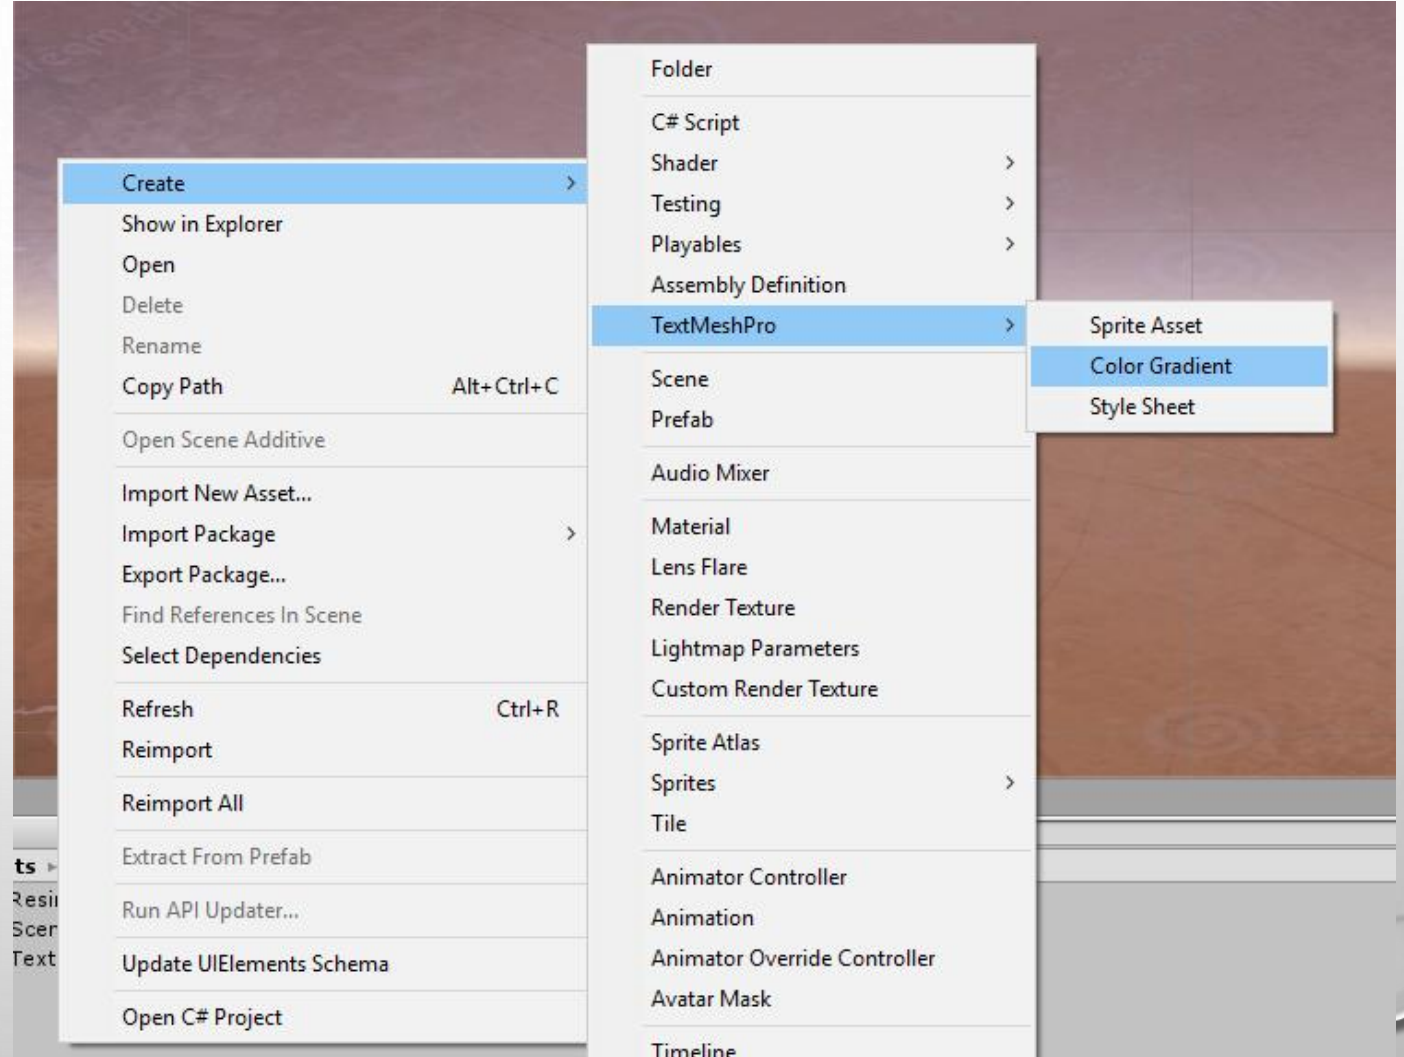 Create
Show in Explorer
Open
Delete
Rename
Copy Path Alt+Ctrl+C
Open Scene Additive
Import New Asset...
Import Package
Export Package...
Find References In Scene
Select Dependencies
Refresh Ctrl+R
Reimport
Reimport All
Extract From Prefab
Run API Updater...
Update UIElements Schema
Open C# Project
Folder
C# Script
Shader
Testing
Playables
Assembly Definition
TextMeshPro
Scene
Prefab
Audio Mixer
Material
Lens Flare
Render Texture
Lightmap Parameters
Custom Render Texture
Sprite Atlas
Sprites
Tile
Animator Controller
Animation
Animator Override Controller
Avatar Mask
Timeline
Sprite Asset
Color Gradient
Style Sheet
ts
Scer
Text